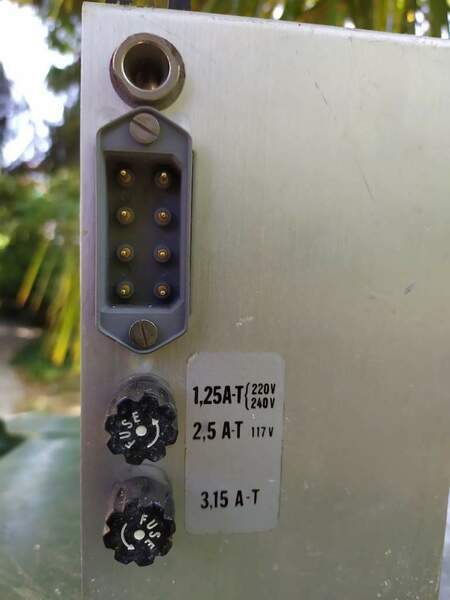 1,25A-T { 220V
240V
2,5 A-T 117V
FUSE
3,15 A-T
FUSE